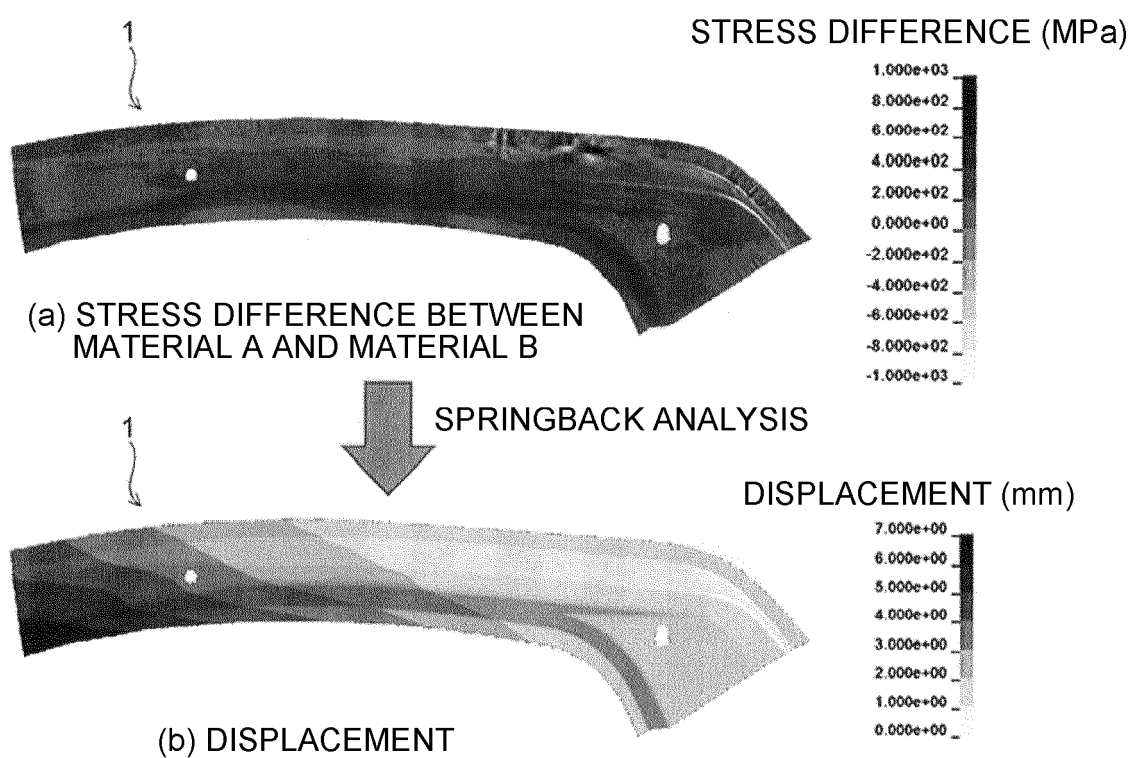 1
STRESS DIFFERENCE (MPa)
1.000e+03
8.000e+02
6.000e+02
4.000e+02
2.000e+02
0.000e+00
-2.000e+02
-4.000e+02
-6.000e+02
-8.000e+02
-1.000e+03
(a) STRESS DIFFERENCE BETWEEN
MATERIAL A AND MATERIAL B
SPRINGBACK ANALYSIS
1
DISPLACEMENT (mm)
7.000e+00
6.000e+00
5.000e+00
4.000e+00
3.000e+00
2.000e+00
1.000e+00
0.000e+00
(b) DISPLACEMENT